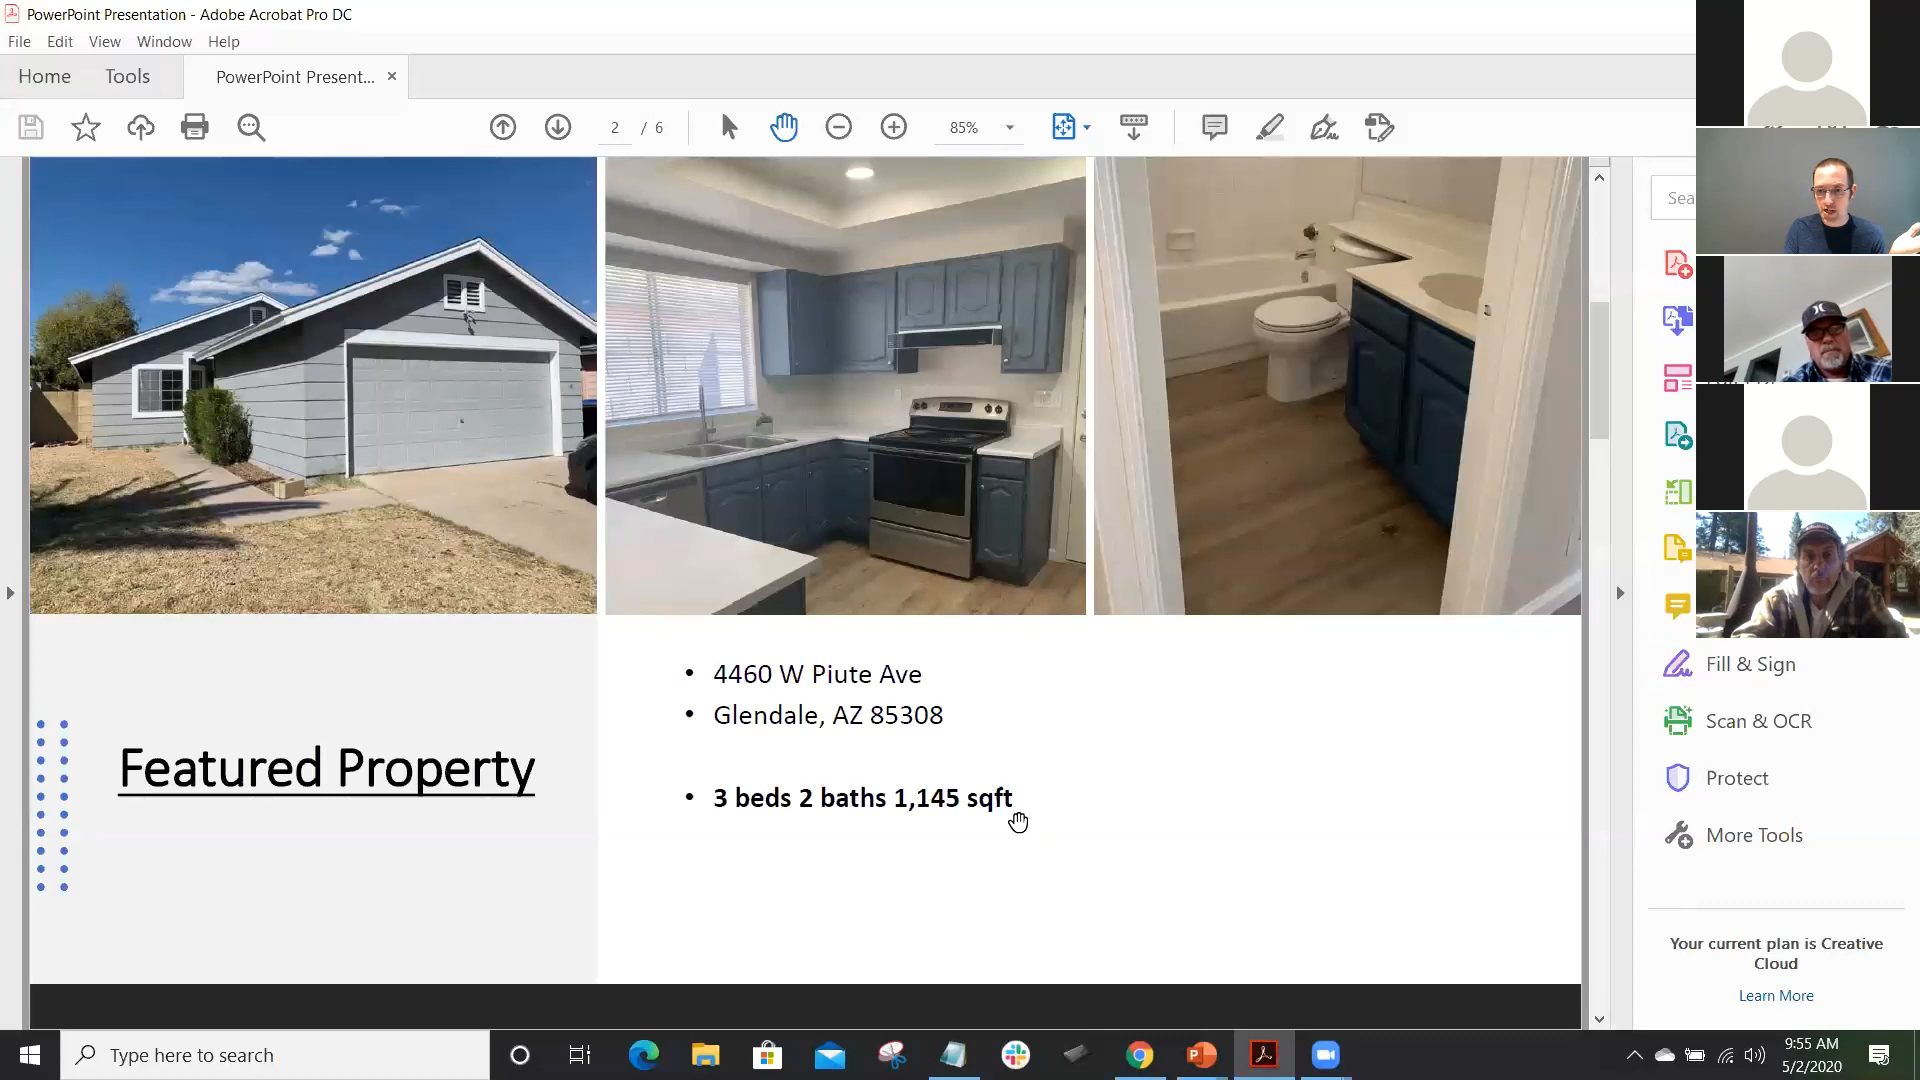 PowerPoint Presentation - Adobe Acrobat Pro DC
File Edit View Window Help
Home Tools PowerPoint Present... ×
2 / 6 85%
Sea
4460 W Piute Ave
Glendale, AZ 85308
Featured Property
3 beds 2 baths 1,145 sqft
Fill & Sign
Scan & OCR
Protect
More Tools
Your current plan is Creative
Cloud
Learn More
Type here to search
9:55 AM
5/2/2020